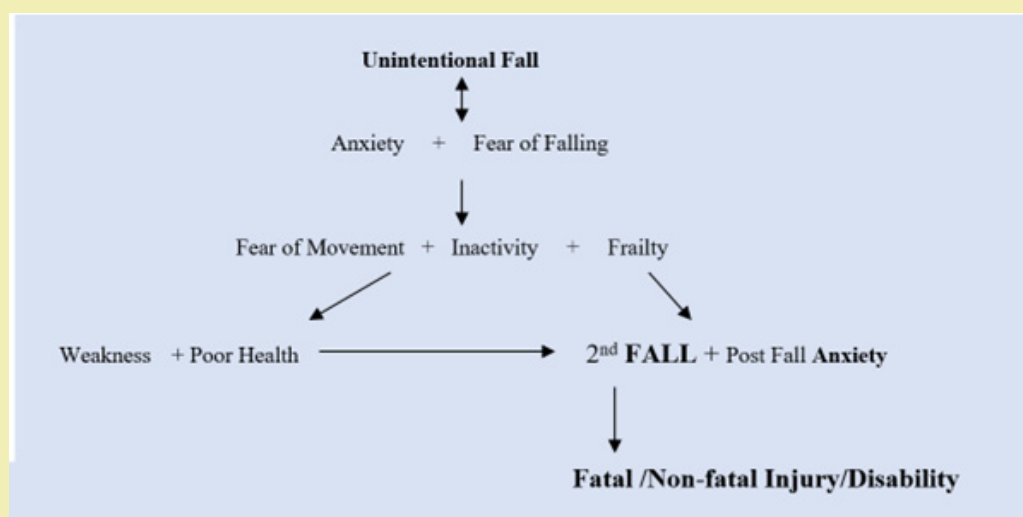 Unintentional Fall
Anxiety + Fear of Falling
Fear of Movement + Inactivity + Frailty
Weakness + Poor Health
2nd FALL + Post Fall Anxiety
Fatal /Non-fatal Injury/Disability